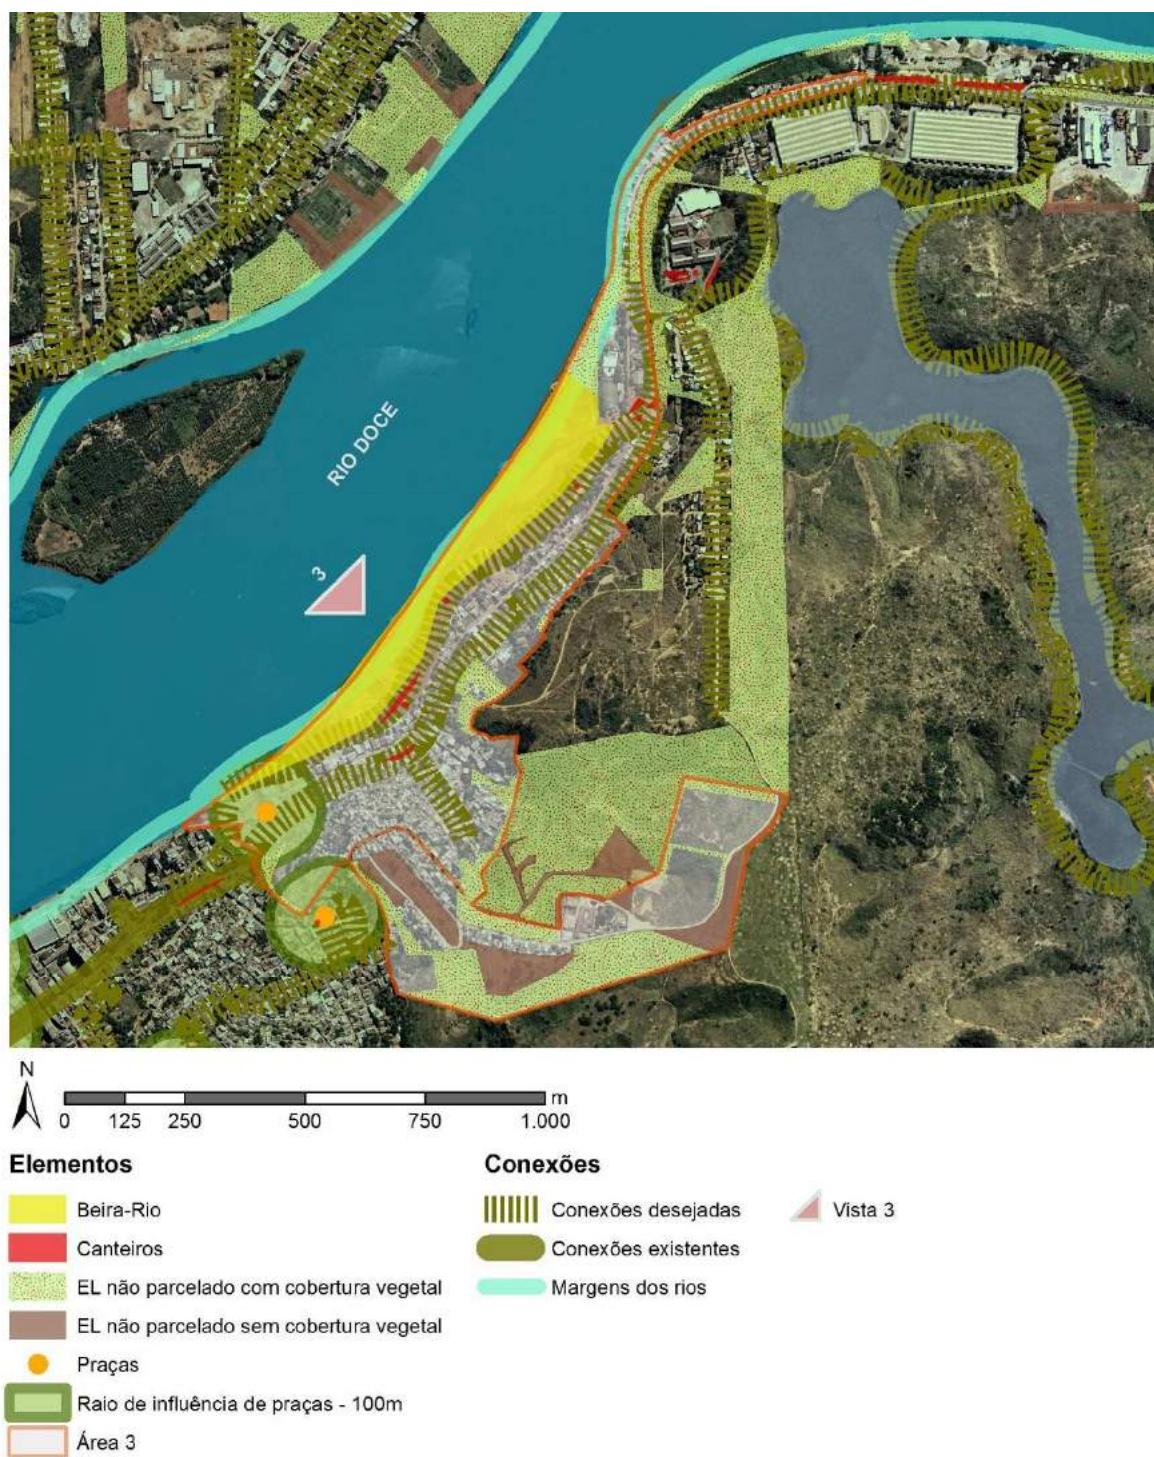 RIO DOCE
3
N
m
0 125 250 500 750 1.000
Elementos
Beira-Rio
Canteiros
EL não parcelado com cobertura vegetal
EL não parcelado sem cobertura vegetal
Praças
Raio de influência de praças - 100m
Área 3
Conexões
Conexões desejadas
Conexões existentes
Margens dos rios
Vista 3